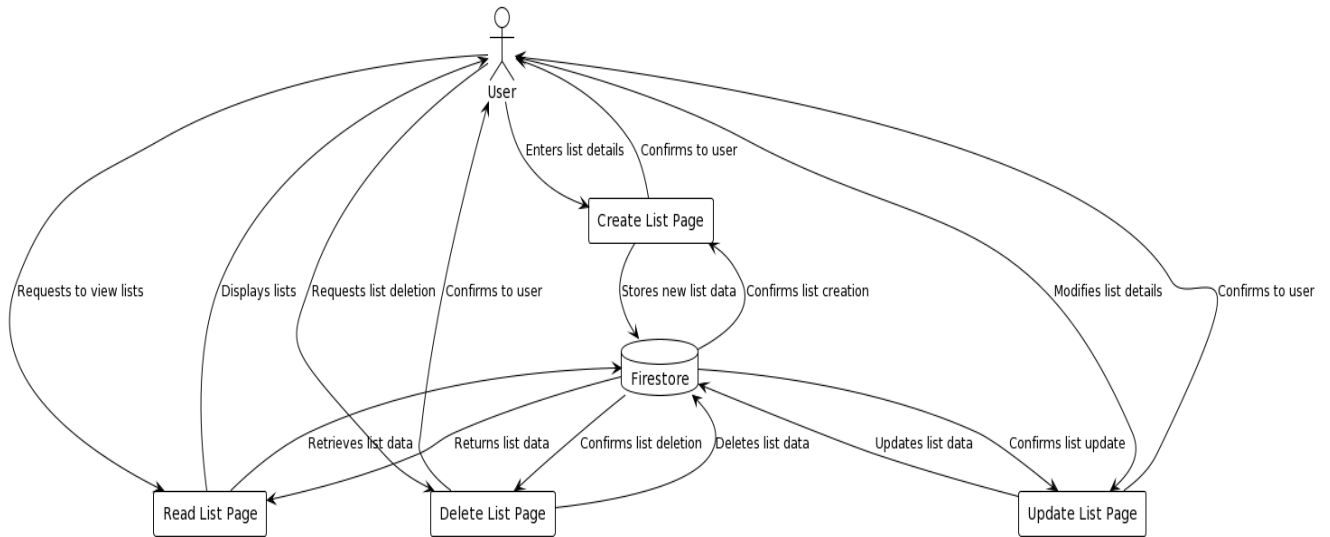 User
Enters list details
Confirms to user
Create List Page
Requests to view lists
Displays lists
Requests list deletion
Confirms to user
Stores new list data
Confirms list creation
Modifies list details
Confirms to user
Firestore
Retrieves list data
Returns list data
Confirms list deletion
Deletes list data
Updates list data
Confirms list update
Read List Page
Delete List Page
Update List Page